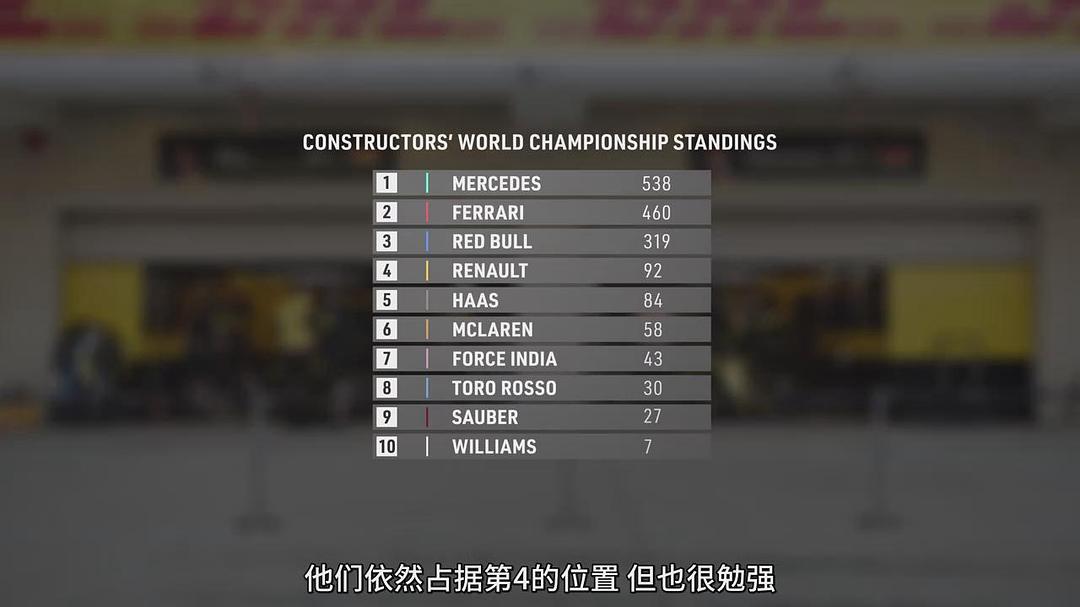 DHL
DHL
CONSTRUCTORS' WORLD CHAMPIONSHIP STANDINGS
1 MERCEDES 538
2 FERRARI 460
3 RED BULL 319
4 RENAULT 92
5 HAAS 84
6 MCLAREN 58
7 FORCE INDIA 43
8 TORO ROSSO 30
9 SAUBER 27
10 WILLIAMS 7
他们依然占据第4的位置 但也很勉强